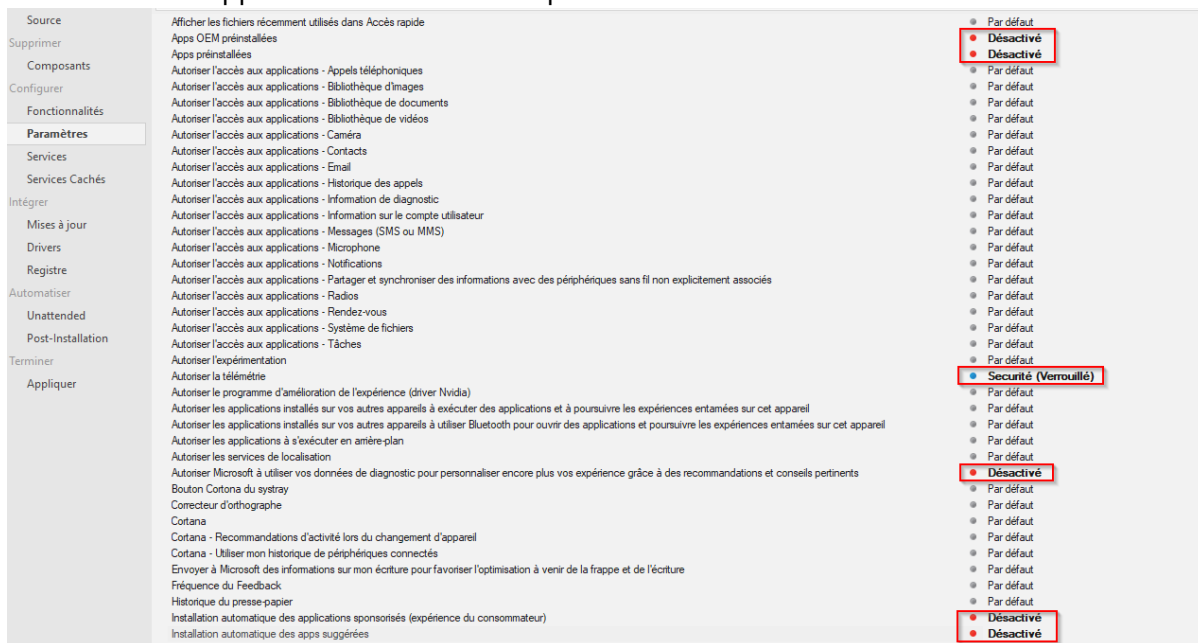 Source
Supprimer
Composants
Configurer
Fonctionnalités
Paramètres
Services
Services Cachés
Intégrer
Mises à jour
Drivers
Registre
Automatiser
Unattended
Post-Installation
Terminer
Appliquer
Afficher les fichiers récemment utilisés dans Accès rapide Par défaut
Apps OEM préinstallées Désactivé
Apps préinstallées Désactivé
Autoriser l'accès aux applications - Appels téléphoniques Par défaut
Autoriser l'accès aux applications - Bibliothèque d'images Par défaut
Autoriser l'accès aux applications - Bibliothèque de documents Par défaut
Autoriser l'accès aux applications - Bibliothèque de vidéos Par défaut
Autoriser l'accès aux applications - Caméra Par défaut
Autoriser l'accès aux applications - Contacts Par défaut
Autoriser l'accès aux applications - Email Par défaut
Autoriser l'accès aux applications - Historique des appels Par défaut
Autoriser l'accès aux applications - Information de diagnostic Par défaut
Autoriser l'accès aux applications - Information sur le compte utilisateur Par défaut
Autoriser l'accès aux applications - Messages (SMS ou MMS) Par défaut
Autoriser l'accès aux applications - Microphone Par défaut
Autoriser l'accès aux applications - Notifications Par défaut
Autoriser l'accès aux applications - Partager et synchroniser des informations avec des périphériques sans fil non explicitement associés Par défaut
Autoriser l'accès aux applications - Radios Par défaut
Autoriser l'accès aux applications - Rendez-vous Par défaut
Autoriser l'accès aux applications - Système de fichiers Par défaut
Autoriser l'accès aux applications - Tâches Par défaut
Autoriser l'expérimentation Par défaut
Autoriser la télémétrie Securité (Verrouillé)
Autoriser le programme d'amélioration de l'expérience (driver Nvidia) Par défaut
Autoriser les applications installés sur vos autres appareils à exécuter des applications et à poursuivre les expériences entamées sur cet appareil Par défaut
Autoriser les applications installés sur vos autres appareils à utiliser Bluetooth pour ouvrir des applications et poursuivre les expériences entamées sur cet appareil Par défaut
Autoriser les applications à s'exécuter en arrière-plan Par défaut
Autoriser les services de localisation Par défaut
Autoriser Microsoft à utiliser vos données de diagnostic pour personnaliser encore plus vos expérience grâce à des recommandations et conseils pertinents Désactivé
Bouton Cortona du systray Par défaut
Correcteur d'orthographe Par défaut
Cortana Par défaut
Cortana - Recommandations d'activité lors du changement d'appareil Par défaut
Cortana - Utiliser mon historique de périphériques connectés Par défaut
Envoyer à Microsoft des informations sur mon écriture pour favoriser l'optimisation à venir de la frappe et de l'écriture Par défaut
Fréquence du Feedback Par défaut
Historique du presse-papier Par défaut
Installation automatique des applications sponsorisés (expérience du consommateur) Désactivé
Installation automatique des apps suggérées Désactivé